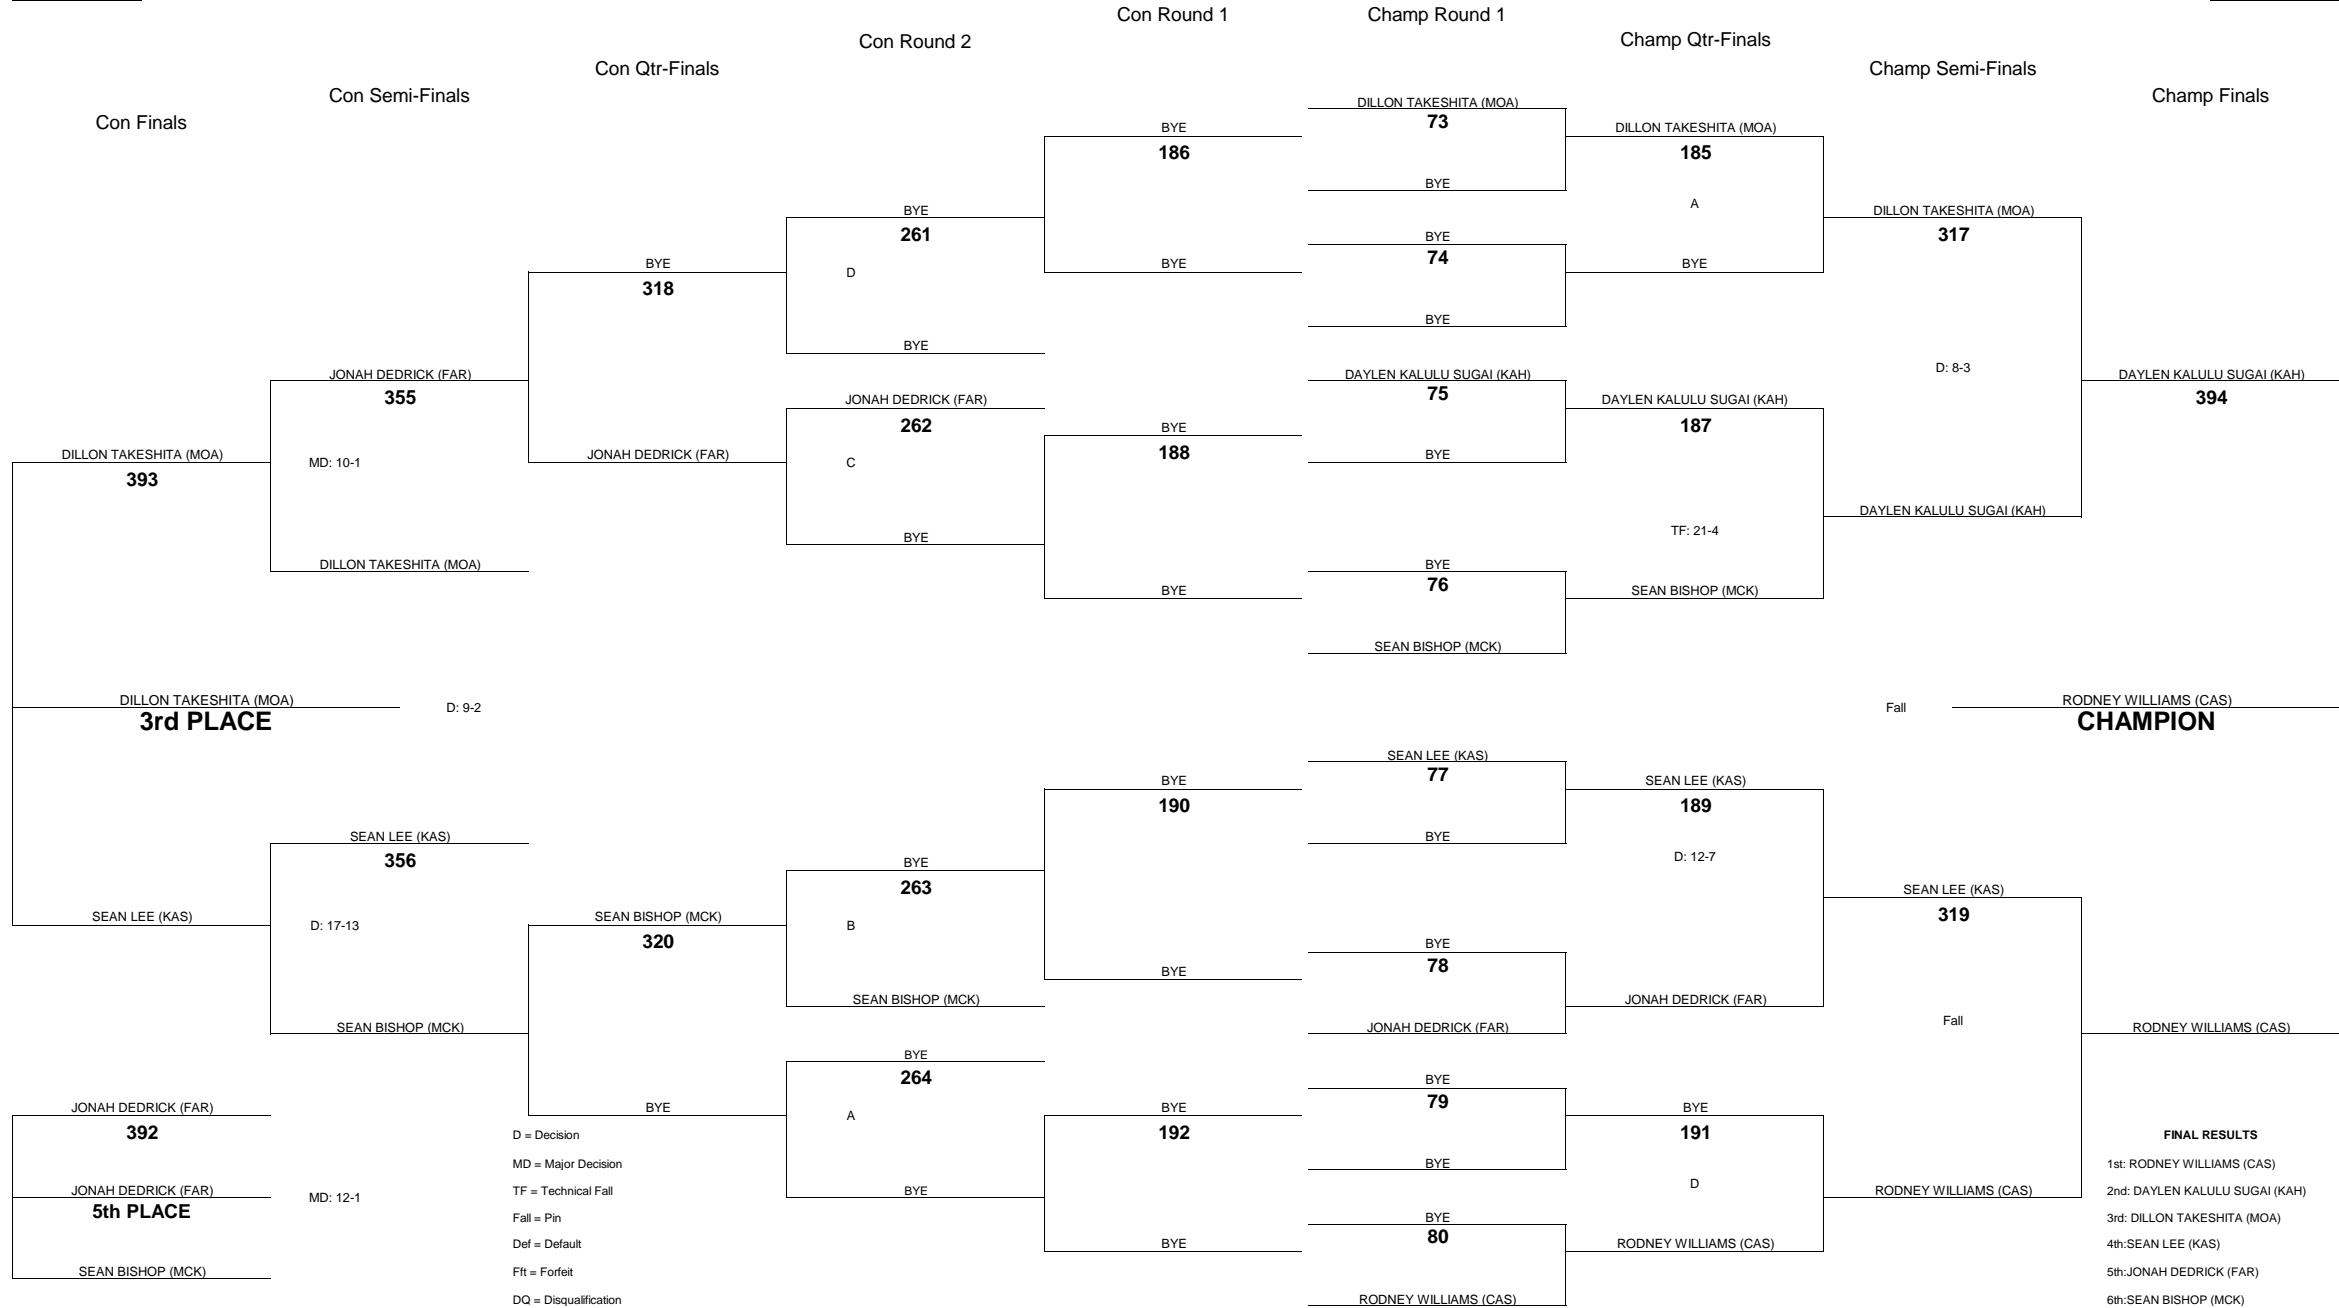 Con Round 1
Champ Round 1
Con Round 2
Champ Qtr-Finals
Con Qtr-Finals
Champ Semi-Finals
Con Semi-Finals
Champ Finals
Con Finals
DILLON TAKESHITA (MOA)
73
BYE
186
DILLON TAKESHITA (MOA)
185
BYE
A
BYE
261
DILLON TAKESHITA (MOA)
317
BYE
74
BYE
318
D
BYE
BYE
BYE
BYE
D: 8-3
JONAH DEDRICK (FAR)
355
DAYLEN KALULU SUGAI (KAH)
75
DAYLEN KALULU SUGAI (KAH)
394
JONAH DEDRICK (FAR)
262
DAYLEN KALULU SUGAI (KAH)
187
BYE
188
DILLON TAKESHITA (MOA)
393
MD: 10-1
JONAH DEDRICK (FAR)
C
BYE
DAYLEN KALULU SUGAI (KAH)
TF: 21-4
BYE
DILLON TAKESHITA (MOA)
BYE
76
BYE
SEAN BISHOP (MCK)
SEAN BISHOP (MCK)
DILLON TAKESHITA (MOA)
3rd PLACE
D: 9-2
Fall
RODNEY WILLIAMS (CAS)
CHAMPION
SEAN LEE (KAS)
77
BYE
190
SEAN LEE (KAS)
189
SEAN LEE (KAS)
356
BYE
D: 12-7
BYE
263
SEAN LEE (KAS)
319
SEAN LEE (KAS)
D: 17-13
SEAN BISHOP (MCK)
320
B
BYE
78
BYE
SEAN BISHOP (MCK)
JONAH DEDRICK (FAR)
Fall
SEAN BISHOP (MCK)
JONAH DEDRICK (FAR)
RODNEY WILLIAMS (CAS)
BYE
264
BYE
79
JONAH DEDRICK (FAR)
392
BYE
A
BYE
192
BYE
191
D = Decision
FINAL RESULTS
MD = Major Decision
BYE
1st: RODNEY WILLIAMS (CAS)
JONAH DEDRICK (FAR)
5th PLACE
MD: 12-1
TF = Technical Fall
BYE
D
RODNEY WILLIAMS (CAS)
2nd: DAYLEN KALULU SUGAI (KAH)
Fall = Pin
BYE
80
3rd: DILLON TAKESHITA (MOA)
Def = Default
BYE
RODNEY WILLIAMS (CAS)
4th:SEAN LEE (KAS)
SEAN BISHOP (MCK)
Fft = Forfeit
5th:JONAH DEDRICK (FAR)
DQ = Disqualification
RODNEY WILLIAMS (CAS)
6th:SEAN BISHOP (MCK)